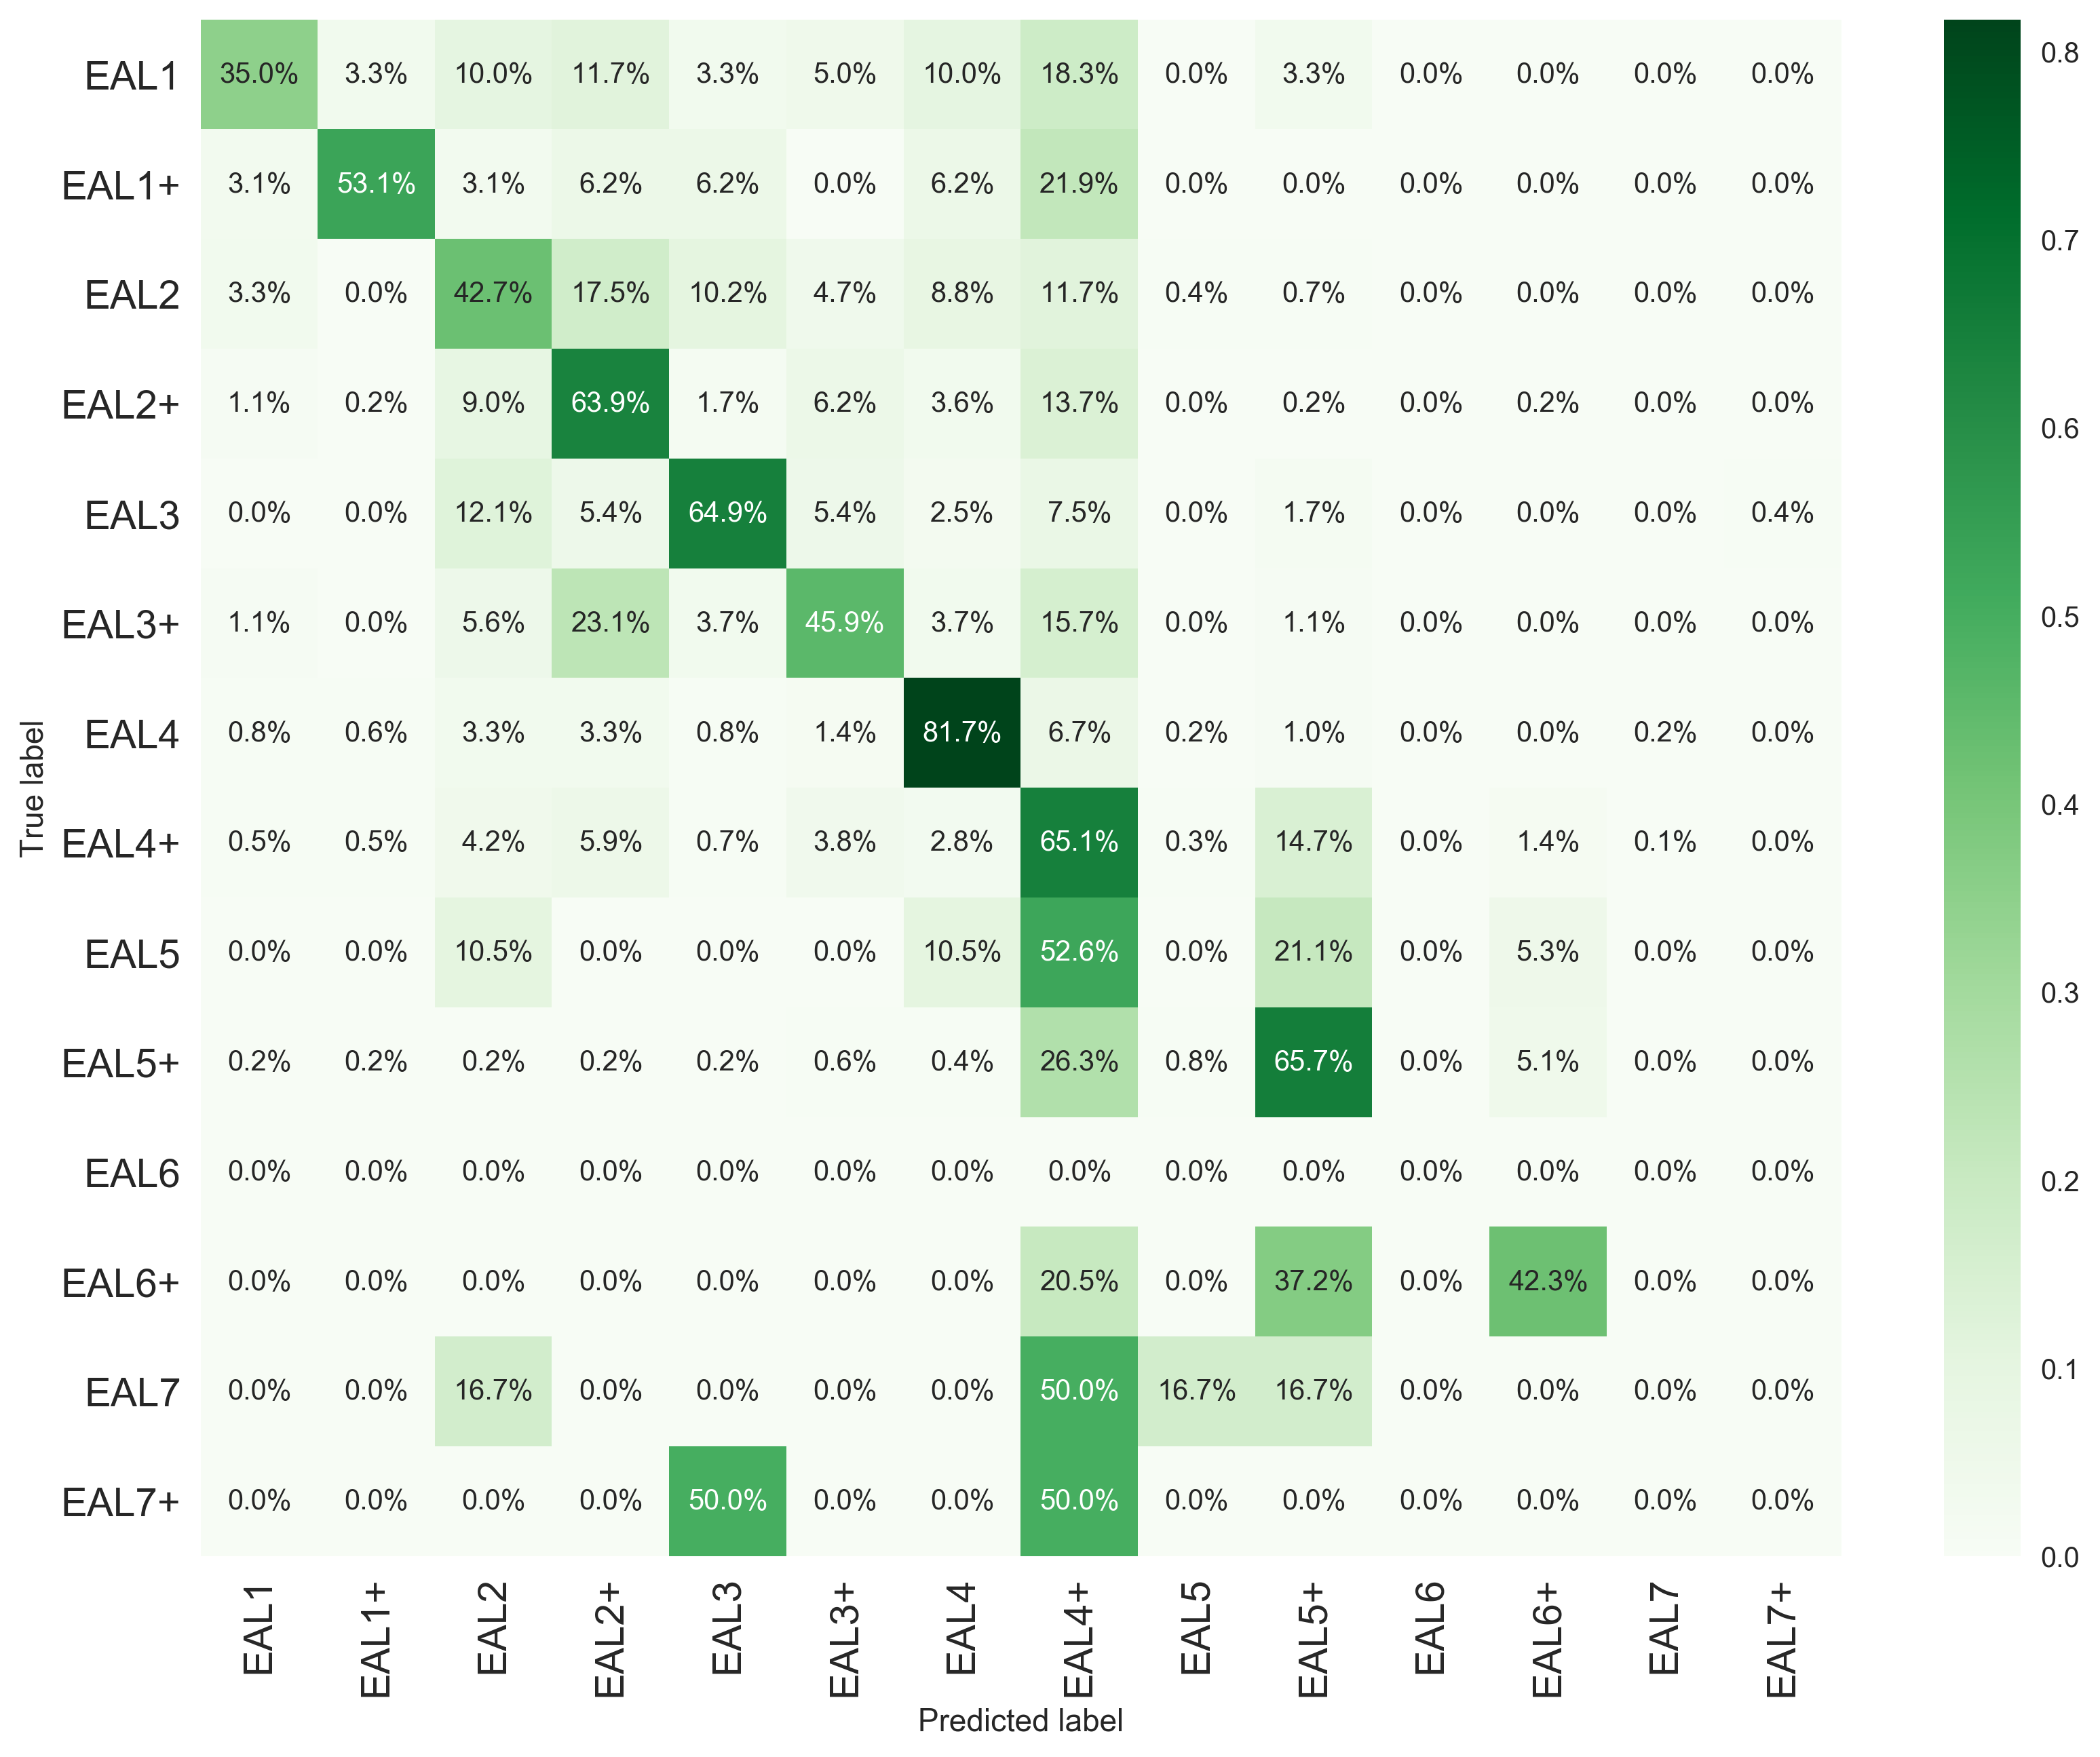 EAL1 35.0% 3.3% 10.0% 11.7% 3.3% 5.0% 10.0% 18.3% 0.0% 3.3% 0.0% 0.0% 0.0% 0.0%
EAL1+ 3.1% 53.1% 3.1% 6.2% 6.2% 0.0% 6.2% 21.9% 0.0% 0.0% 0.0% 0.0% 0.0% 0.0%
EAL2 3.3% 0.0% 42.7% 17.5% 10.2% 4.7% 8.8% 11.7% 0.4% 0.7% 0.0% 0.0% 0.0% 0.0%
EAL2+ 1.1% 0.2% 9.0% 63.9% 1.7% 6.2% 3.6% 13.7% 0.0% 0.2% 0.0% 0.2% 0.0% 0.0%
EAL3 0.0% 0.0% 12.1% 5.4% 64.9% 5.4% 2.5% 7.5% 0.0% 1.7% 0.0% 0.0% 0.0% 0.4%
EAL3+ 1.1% 0.0% 5.6% 23.1% 3.7% 45.9% 3.7% 15.7% 0.0% 1.1% 0.0% 0.0% 0.0% 0.0%
EAL4 0.8% 0.6% 3.3% 3.3% 0.8% 1.4% 81.7% 6.7% 0.2% 1.0% 0.0% 0.0% 0.2% 0.0%
EAL4+ 0.5% 0.5% 4.2% 5.9% 0.7% 3.8% 2.8% 65.1% 0.3% 14.7% 0.0% 1.4% 0.1% 0.0%
EAL5 0.0% 0.0% 10.5% 0.0% 0.0% 0.0% 10.5% 52.6% 0.0% 21.1% 0.0% 5.3% 0.0% 0.0%
EAL5+ 0.2% 0.2% 0.2% 0.2% 0.2% 0.6% 0.4% 26.3% 0.8% 65.7% 0.0% 5.1% 0.0% 0.0%
EAL6 0.0% 0.0% 0.0% 0.0% 0.0% 0.0% 0.0% 0.0% 0.0% 0.0% 0.0% 0.0% 0.0% 0.0%
EAL6+ 0.0% 0.0% 0.0% 0.0% 0.0% 0.0% 0.0% 20.5% 0.0% 37.2% 0.0% 42.3% 0.0% 0.0%
EAL7 0.0% 0.0% 16.7% 0.0% 0.0% 0.0% 0.0% 50.0% 16.7% 16.7% 0.0% 0.0% 0.0% 0.0%
EAL7+ 0.0% 0.0% 0.0% 0.0% 50.0% 0.0% 0.0% 50.0% 0.0% 0.0% 0.0% 0.0% 0.0% 0.0%
EAL1 EAL1+ EAL2 EAL2+ EAL3 EAL3+ EAL4 EAL4+ EAL5 EAL5+ EAL6 EAL6+ EAL7 EAL7+
Predicted label
True label
0.8
0.7
0.6
0.5
0.4
0.3
0.2
0.1
0.0